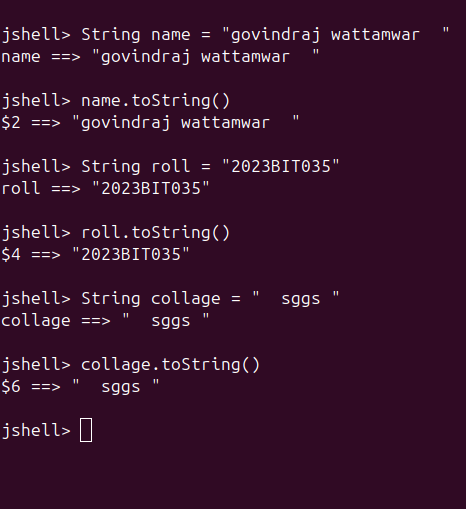 jshell> String name = "govindraj wattamwar  "
name ==> "govindraj wattamwar  "
jshell> name.toString()
$2 ==> "govindraj wattamwar  "
jshell> String roll = "2023BIT035"
roll ==> "2023BIT035"
jshell> roll.toString()
$4 ==> "2023BIT035"
jshell> String collage = "  sggs "
collage ==> "  sggs "
jshell> collage.toString()
$6 ==> "  sggs "
jshell>